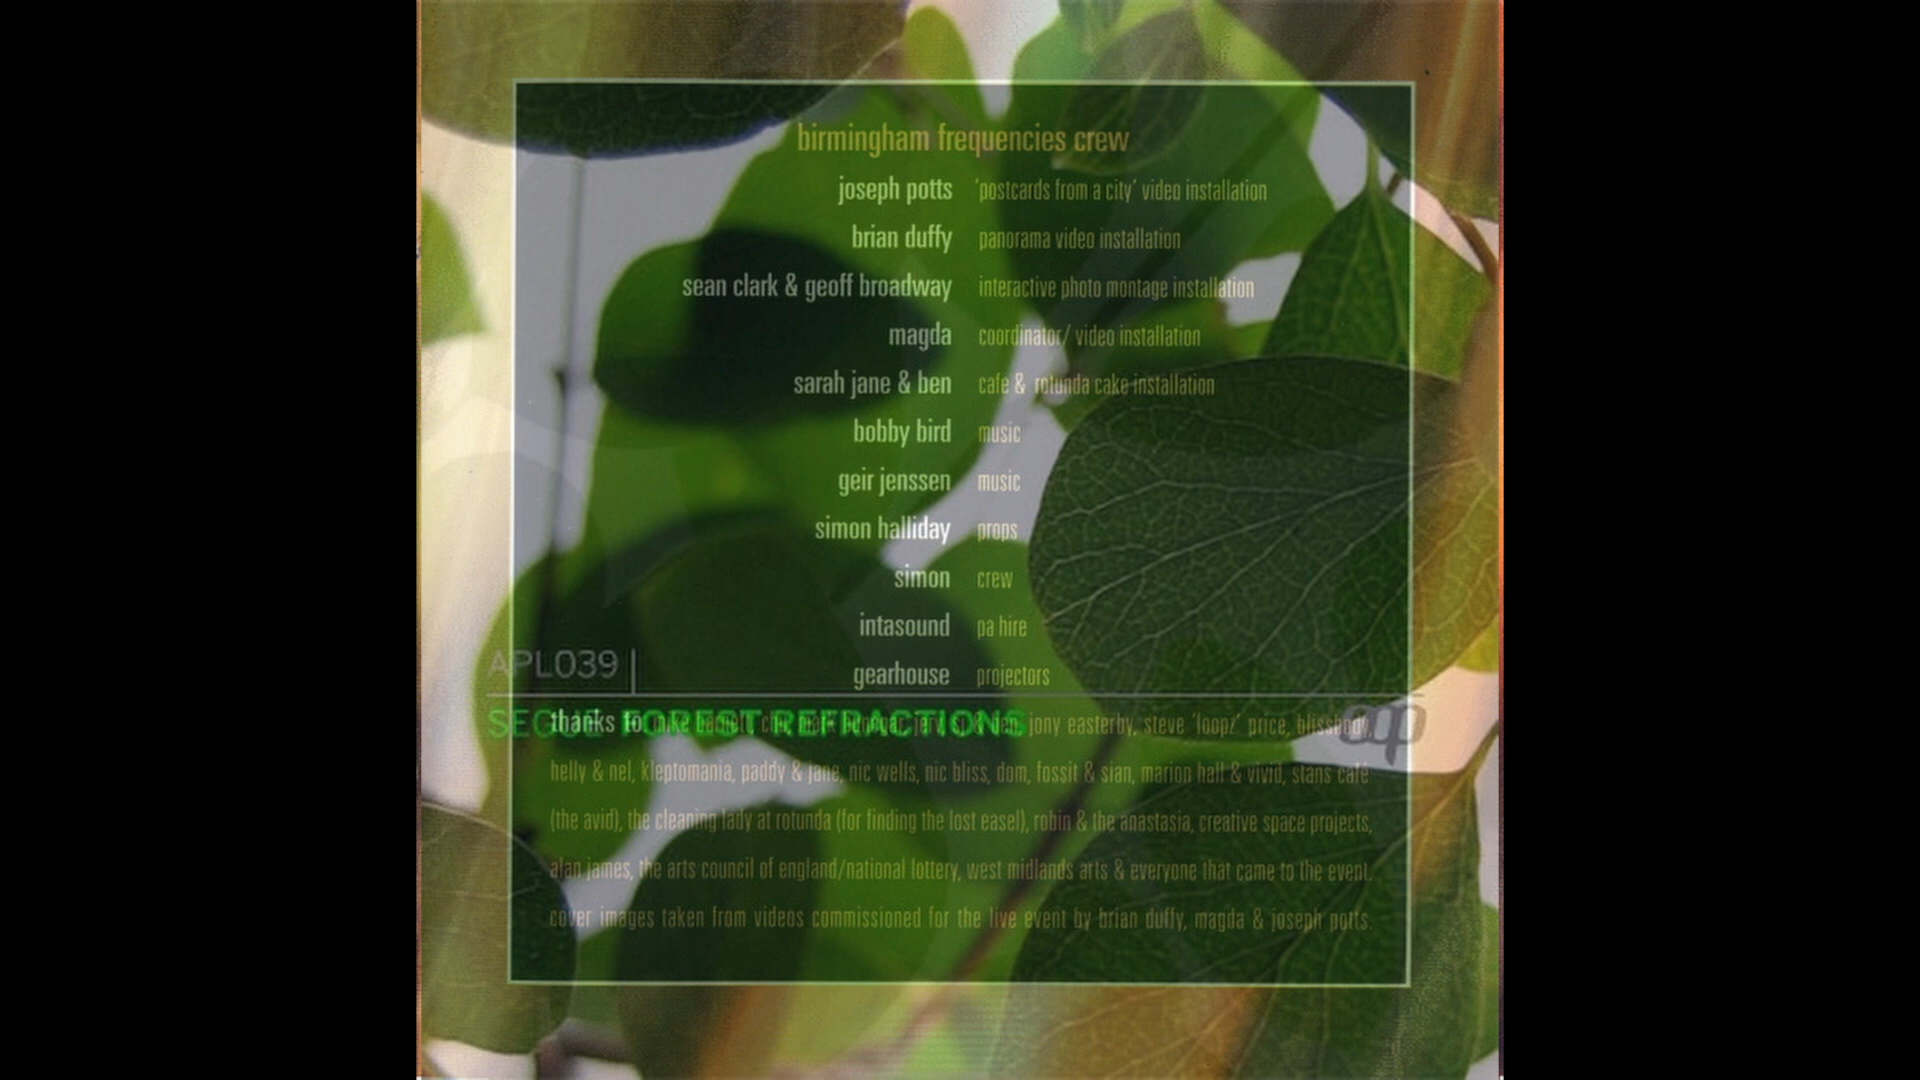 birmingham frequencies crew
joseph potts 'postcards from a city' video installation
brian duffy panorama video installation
sean clark & geoff broadway interactive photo montage installation
magda coordinator/ video installation
sarah jane & ben cafe & rotunda cake installation
bobby bird music
geir jenssen music
simon halliday props
simon crew
intasound pa hire
APL039
gearhouse projectors
SEGUE FOREST REFRACTIONS
thanks to jony easterby, steve 'loopz' price, blissbody,
aap
helly & nel, kleptomania, paddy & jane, nic wells, nic bliss, dom, fossit & sian, marion hall & vivid, stans cafe
(the avid), the cleaning lady at rotunda (for finding the lost easel), robin & the anastasia, creative space projects,
alan james, the arts council of england/national lottery, west midlands arts & everyone that came to the event.
cover images taken from videos commissioned for the live event by brian duffy, magda & joseph potts.